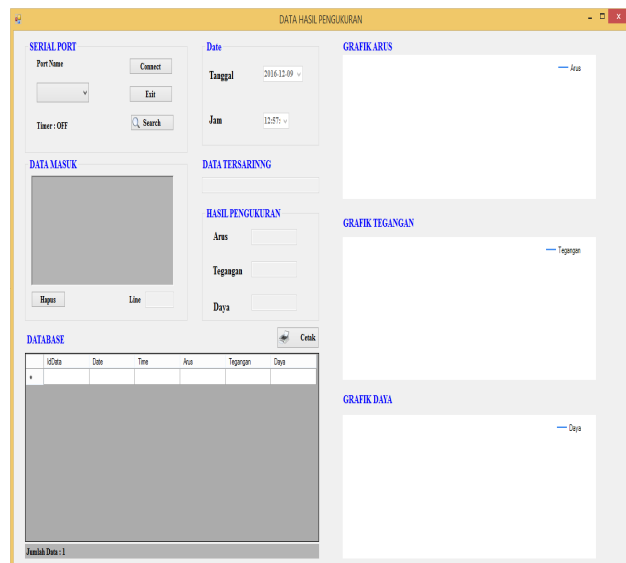 DATA HASIL PENGUKURAN
SERIAL PORT
Port Name
Connect
Exit
Timer : OFF
Search
Date
Tanggal
2016-12-09
Jam
12:57:
DATA MASUK
Hapus
Line
DATA TERSARINNG
HASIL PENGUKURAN
Arus
Tegangan
Daya
Cetak
DATABASE
IdData Date Time Arus Tegangan Daya
Jumlah Data : 1
GRAFIK ARUS
Arus
GRAFIK TEGANGAN
Tegangan
GRAFIK DAYA
Daya